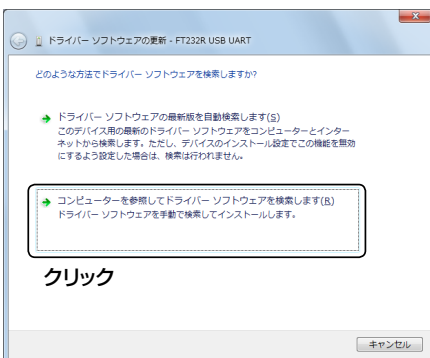 ドライバー ソフトウェアの更新 - FT232R USB UART
どのような方法でドライバー ソフトウェアを検索しますか?
ドライバー ソフトウェアの最新版を自動検索します(S)
このデバイス用の最新のドライバー ソフトウェアをコンピューターとインター
ネットから検索します。ただし、デバイスのインストール設定でこの機能を無効
にするよう設定した場合は、検索は行われません。
コンピューターを参照してドライバー ソフトウェアを検索します(R)
ドライバー ソフトウェアを手動で検索してインストールします。
クリック
キャンセル